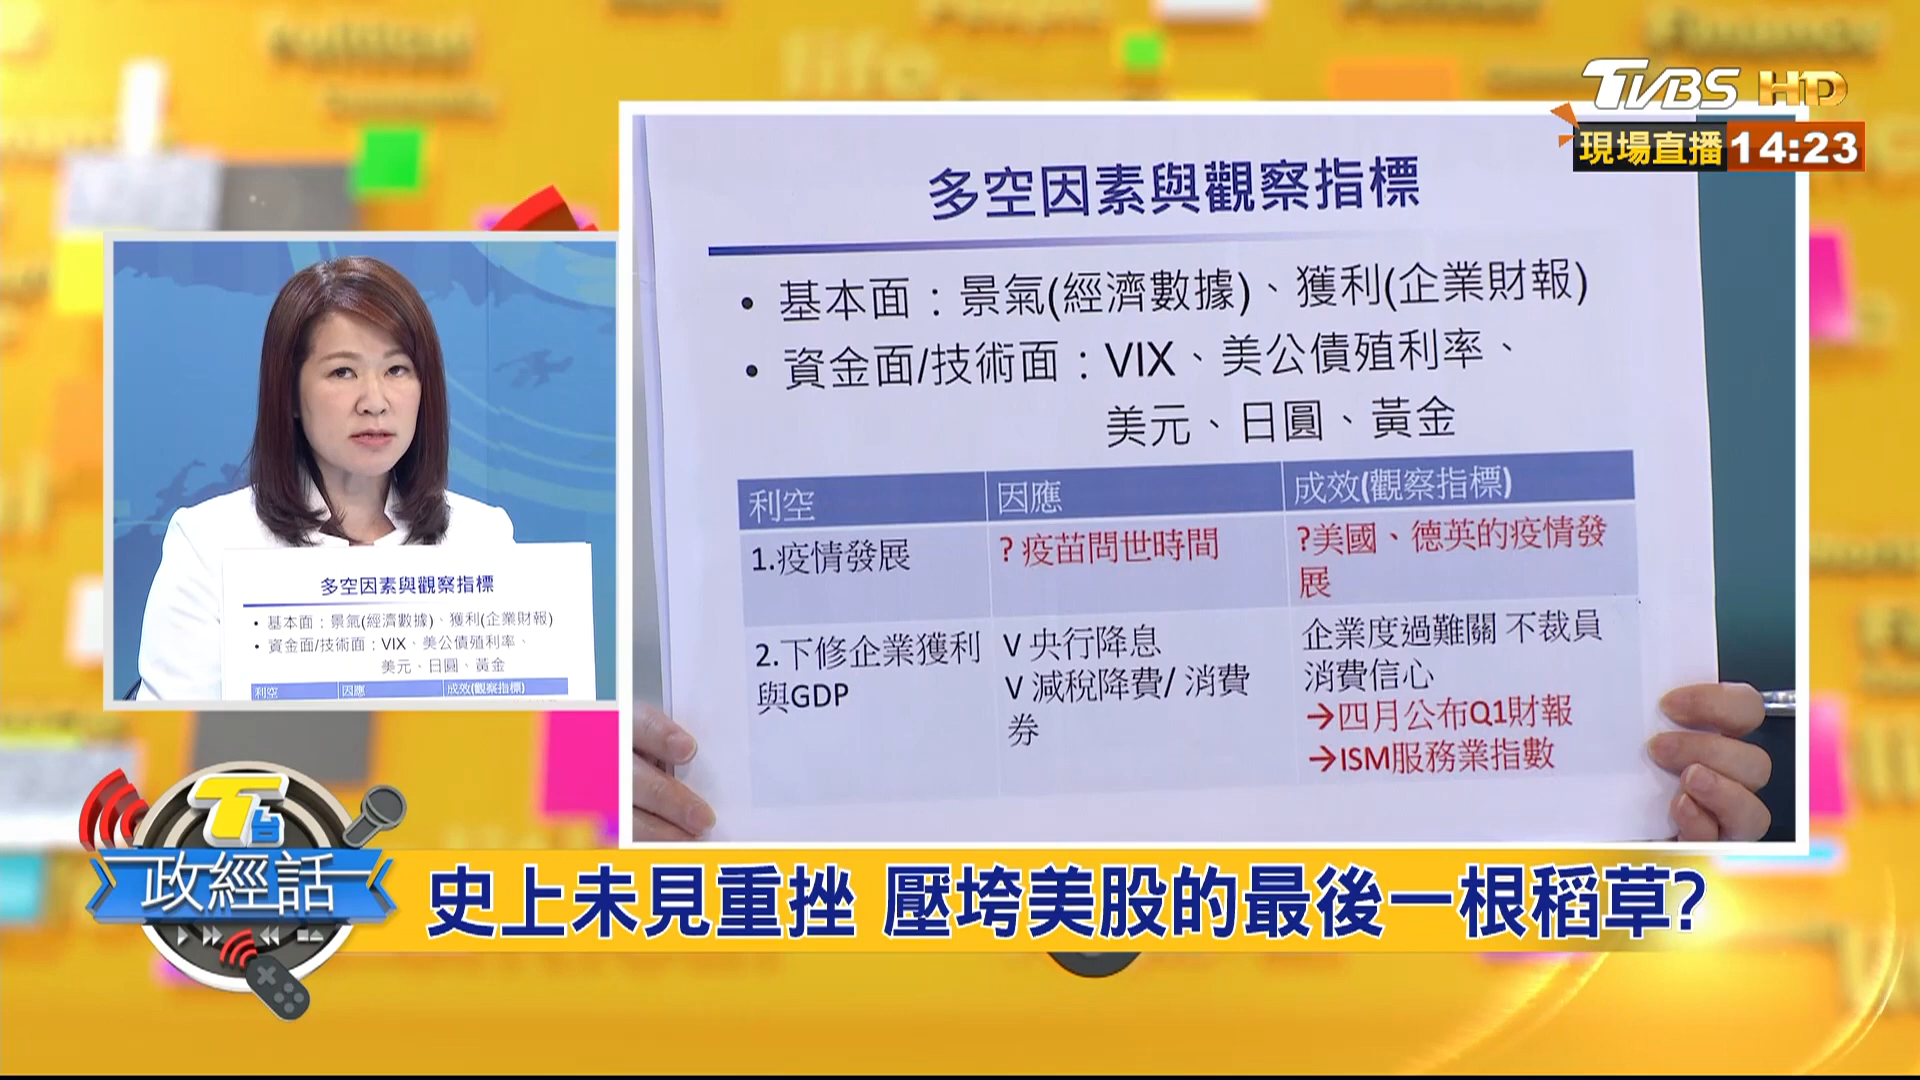 TVBS HD
現場直播 14:23
多空因素與觀察指標
• 基本面：景氣(經濟數據)、獲利(企業財報)
• 資金面/技術面：VIX、美公債殖利率、
美元、日圓、黃金
利空 因應 成效(觀察指標)
1.疫情發展 ? 疫苗問世時間 ?美國、德英的疫情發
展
2.下修企業獲利
與GDP
V 央行降息
V 減稅降費/ 消費
券
企業度過難關 不裁員
消費信心
→四月公布Q1財報
→ISM服務業指數
多空因素與觀察指標
• 基本面：景氣(經濟數據)、獲利(企業財報)
• 資金面/技術面：VIX、美公債殖利率、
美元、日圓、黃金
利空 因應 成效(觀察指標)
T台
政經話
史上未見重挫 壓垮美股的最後一根稻草?